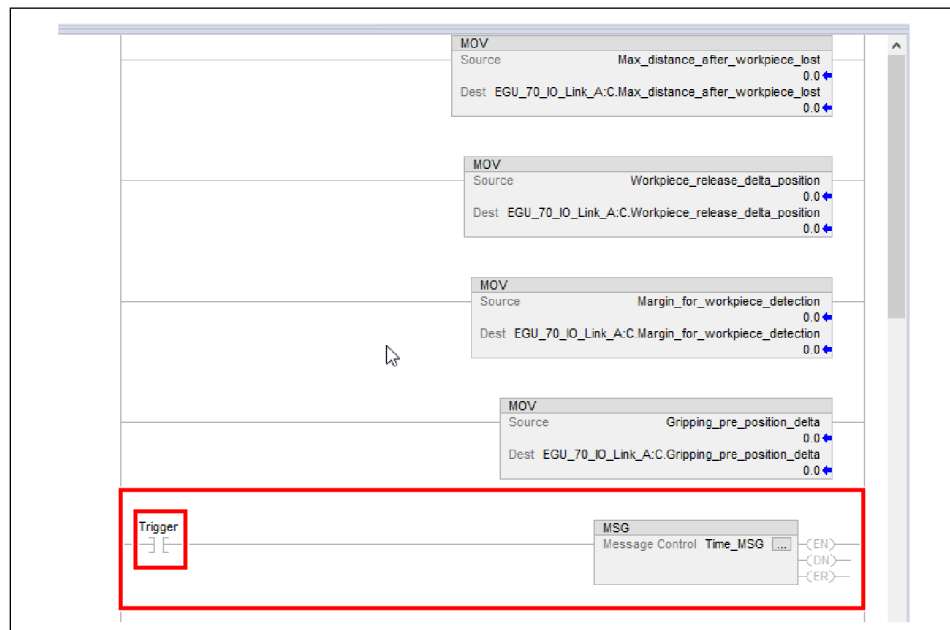 MOV
Source Max_distance_after_workpiece_lost
0.0
Dest EGU_70_IO_Link_A:C.Max_distance_after_workpiece_lost
0.0
MOV
Source Workpiece_release_delta_position
0.0
Dest EGU_70_IO_Link_A:C.Workpiece_release_delta_position
0.0
MOV
Source Margin_for_workpiece_detection
0.0
Dest EGU_70_IO_Link_A:C.Margin_for_workpiece_detection
0.0
MOV
Source Gripping_pre_position_delta
0.0
Dest EGU_70_IO_Link_A:C.Gripping_pre_position_delta
0.0
Trigger
MSG
Message Control Time_MSG ...
EN
DN
ER